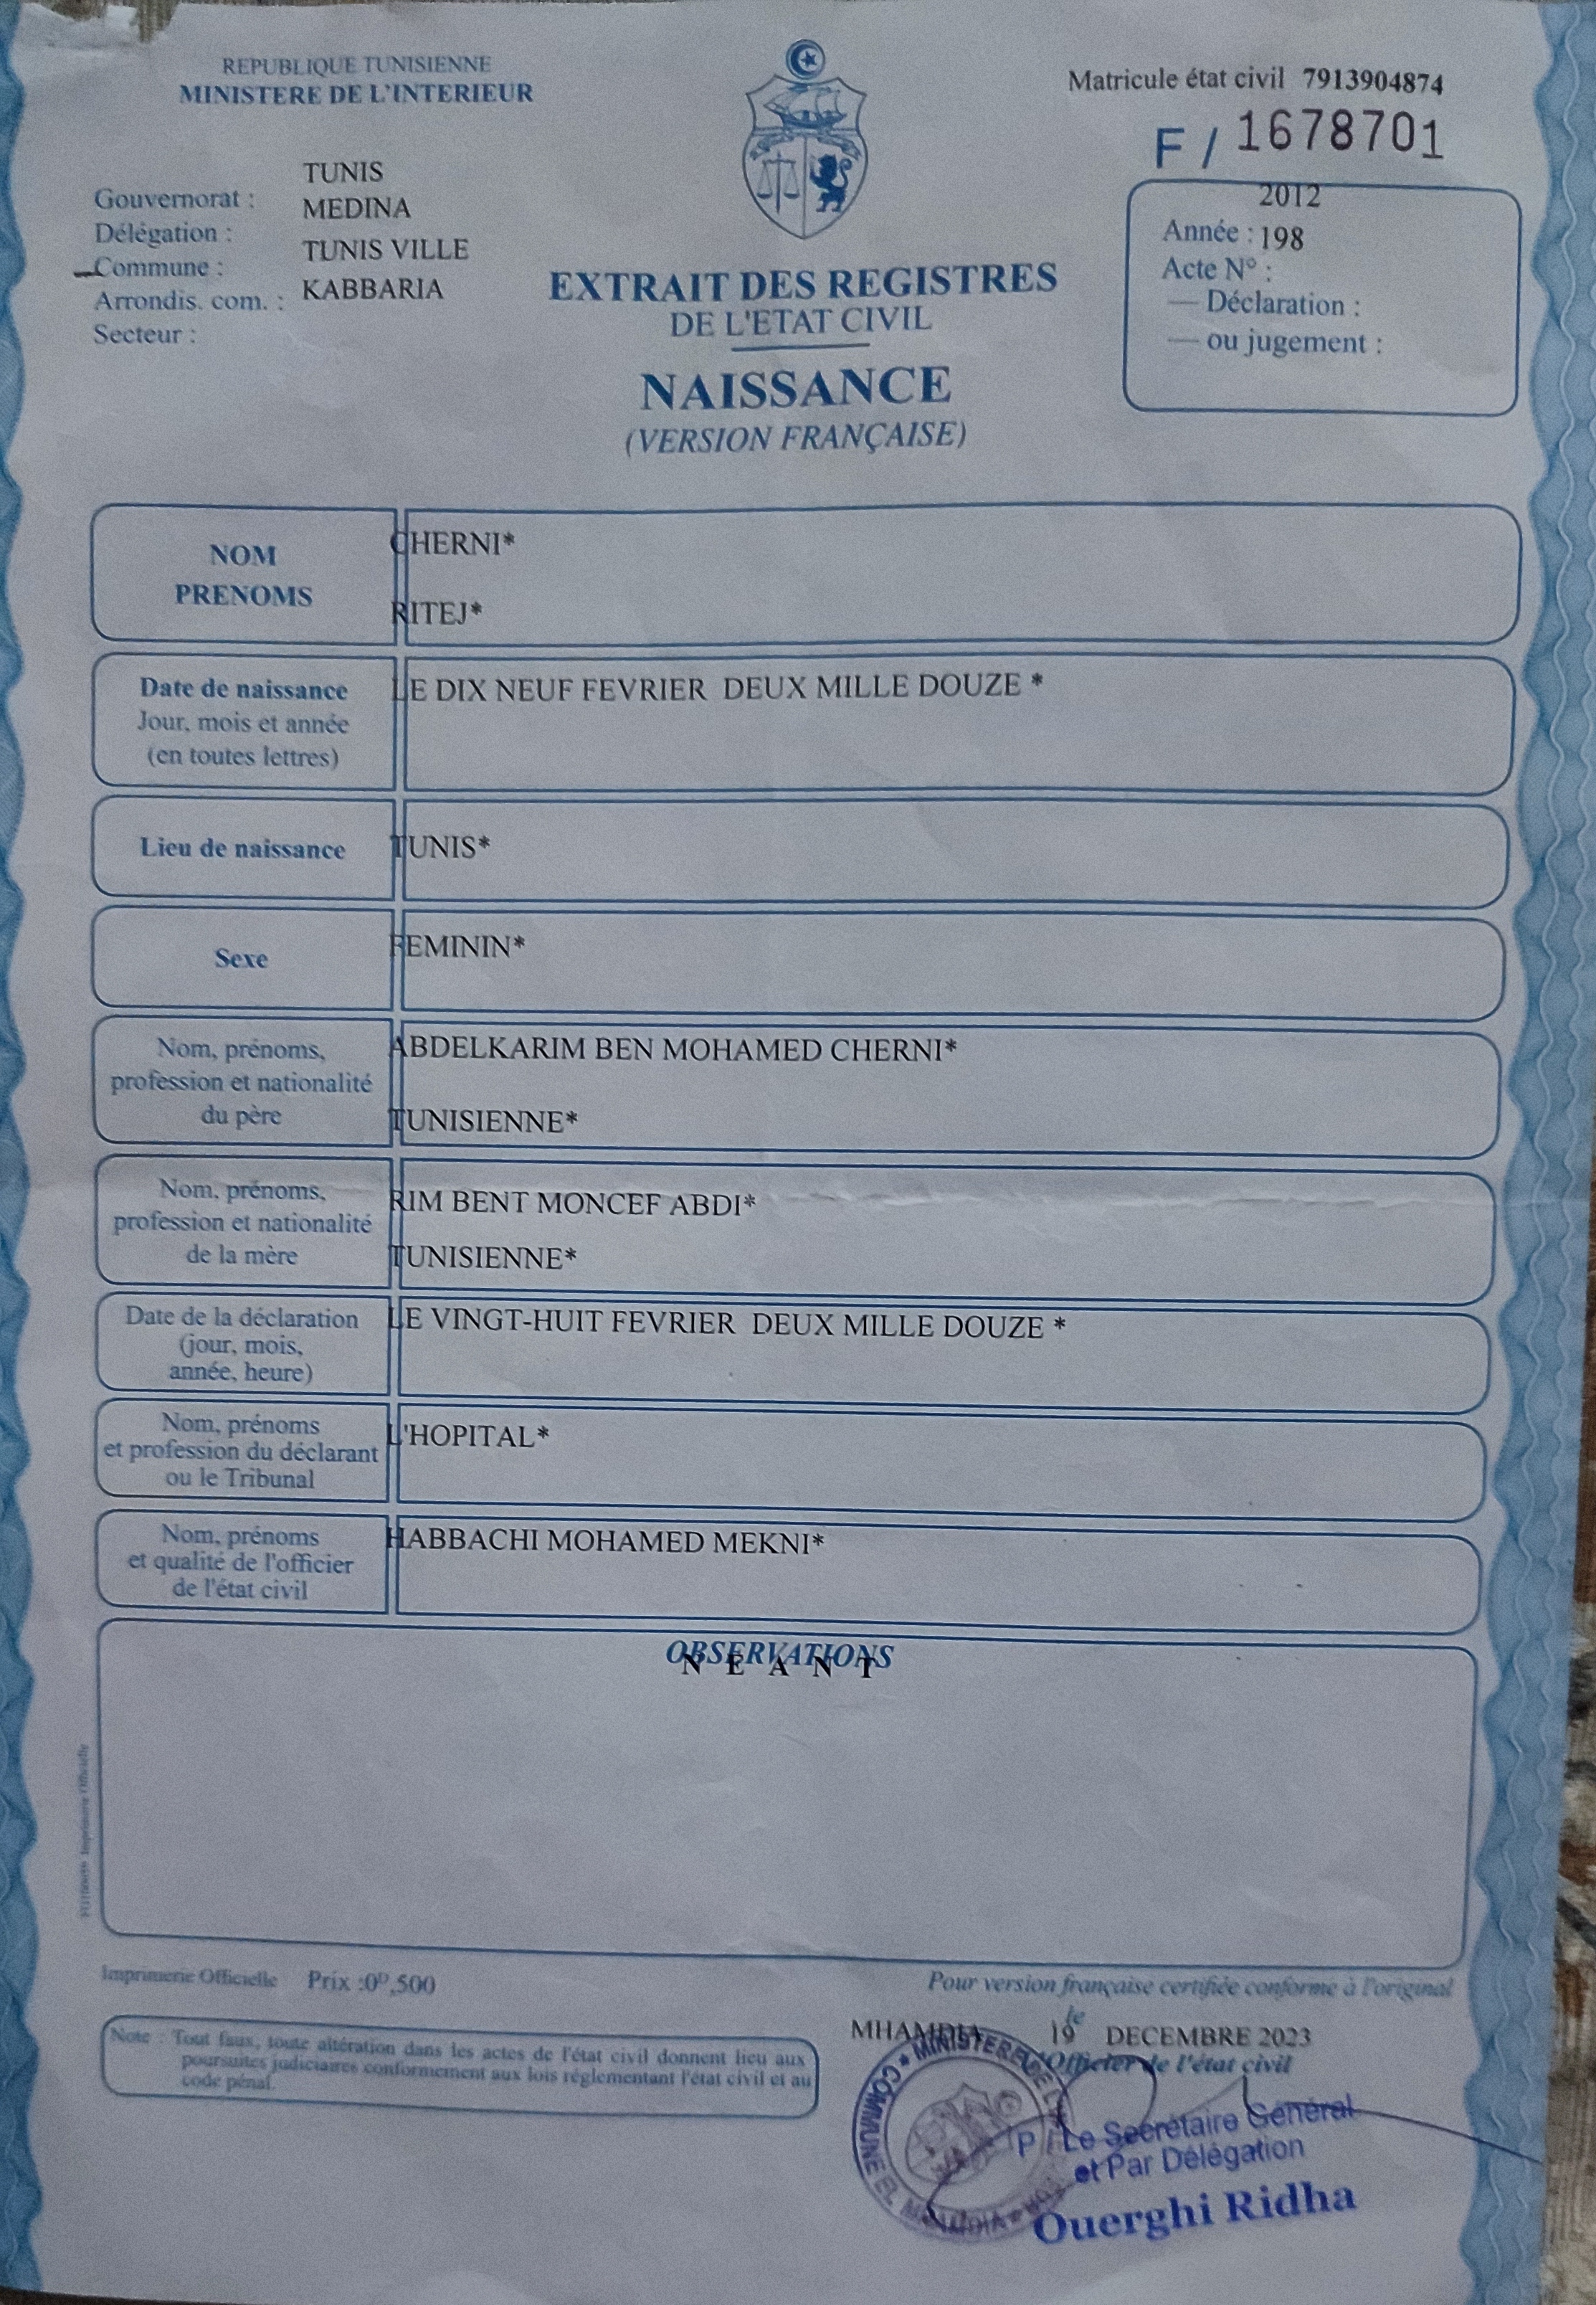 REPUBLIQUE TUNISIENNE
MINISTERE DE L'INTERIEUR
Matricule état civil 7913904874
F / 1678701
TUNIS
Gouvernorat :
MEDINA
Délégation :
TUNIS VILLE
Commune :
KABBARIA
Arrondis. com. :
Secteur :
2012
Année : 198
Acte N° :
— Déclaration :
— ou jugement :
EXTRAIT DES REGISTRES
DE L'ETAT CIVIL
NAISSANCE
(VERSION FRANÇAISE)
NOM
PRENOMS
CHERNI*
RITEJ*
Date de naissance
Jour, mois et année
(en toutes lettres)
LE DIX NEUF FEVRIER DEUX MILLE DOUZE *
Lieu de naissance
TUNIS*
Sexe
FEMININ*
Nom, prénoms,
profession et nationalité
du père
ABDELKARIM BEN MOHAMED CHERNI*
TUNISIENNE*
Nom, prénoms,
profession et nationalité
de la mère
RIM BENT MONCEF ABDI*
TUNISIENNE*
Date de la déclaration
(jour, mois,
année, heure)
LE VINGT-HUIT FEVRIER DEUX MILLE DOUZE *
Nom, prénoms
et profession du déclarant
ou le Tribunal
L'HOPITAL*
Nom, prénoms
et qualité de l'officier
de l'état civil
HABBACHI MOHAMED MEKNI*
OBSERVATIONS
N E A N T
Imprimerie Officielle
Imprimerie Officielle Prix :0ᴰ,500
Pour version française certifiée conforme à l'original
MHAMDIA le 19 DECEMBRE 2023
L'Officier de l'état civil
Note : Tout faux, toute altération dans les actes de l'état civil donnent lieu aux
poursuites judiciaires conformement aux lois réglementant l'état civil et au
code pénal.
COMMUNE EL MHAMDIA * MINISTERE DE
P / Le Secrétaire Général
et Par Délégation
Ouerghi Ridha